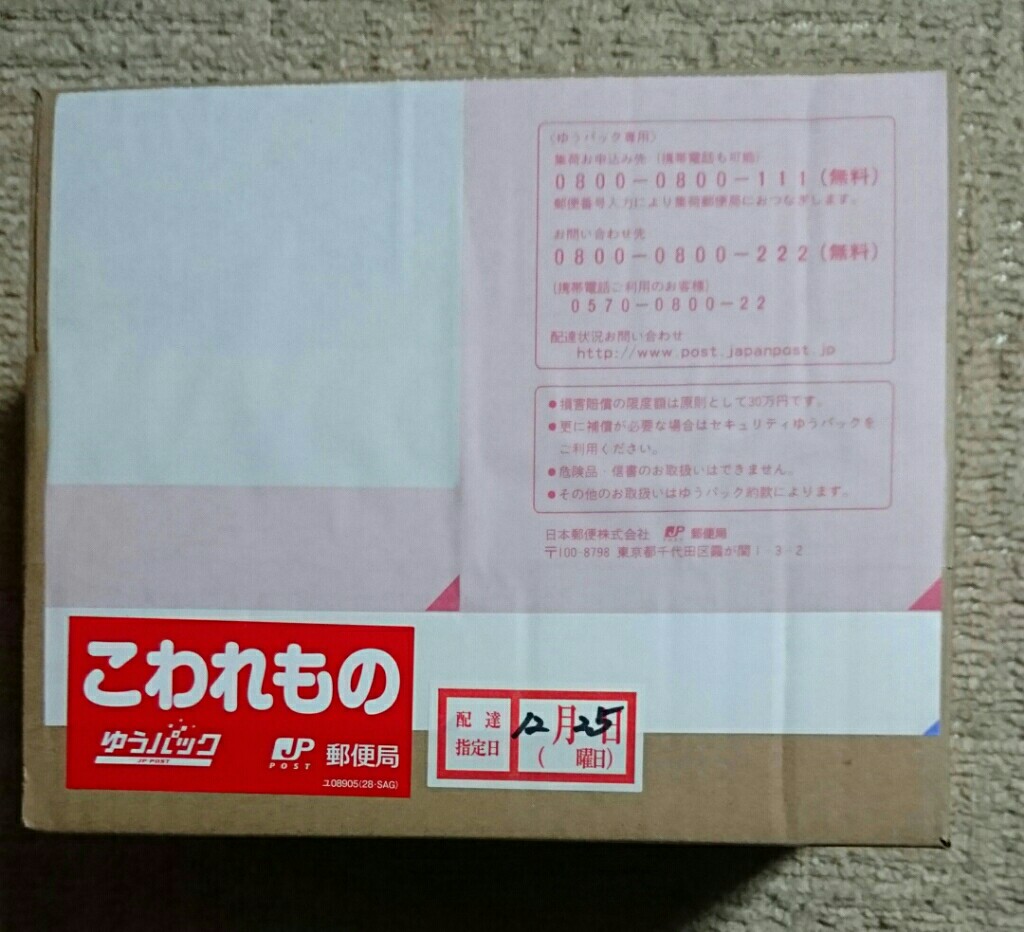 (ゆうパック専用)
集荷お申込み先 (携帯電話も可能)
0800-0800-111(無料)
郵便番号入力により集荷郵便局におつなぎします。
お問い合わせ先
0800-0800-222(無料)
(携帯電話ご利用のお客様)
0570-0800-22
配達状況お問い合わせ
http://www.post.japanpost.jp
●損害賠償の限度額は原則として30万円です。
●更に補償が必要な場合はセキュリティゆうパックを
ご利用ください。
●危険品・信書のお取扱いはできません。
●その他のお取扱いはゆうパック約款によります。
日本郵便株式会社 JP POST 郵便局
〒100-8798 東京都千代田区霞が関1-3-2
こわれもの
ゆうパック
JP POST
JP POST 郵便局
ユ08905(28-SAG)
配達指定日
12月25日
( 曜日)